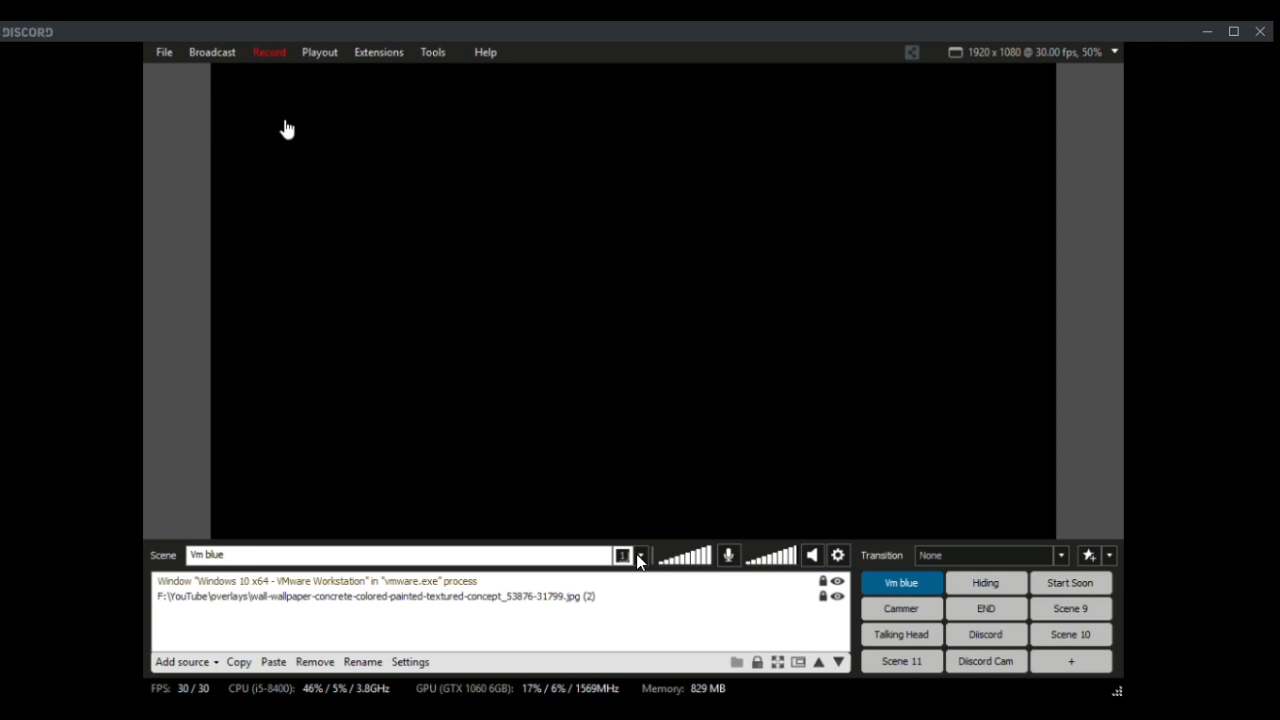 DISCORD
File Broadcast Record Playout Extensions Tools Help 1920 x 1080 @ 30.00 fps, 50%
Scene Vm blue 1 Transition None
Window "Windows 10 x64 - VMware Workstation" in "vmware.exe" process
F:\YouTube\overlays\wall-wallpaper-concrete-colored-painted-textured-concept_53876-31799.jpg (2)
Vm blue Hiding Start Soon
Cammer END Scene 9
Talking Head Diiscord Scene 10
Scene 11 Discord Cam +
Add source Copy Paste Remove Rename Settings
FPS: 30 / 30 CPU (i5-8400): 46% / 5% / 3.8GHz GPU (GTX 1060 6GB): 17% / 6% / 1569MHz Memory: 829 MB